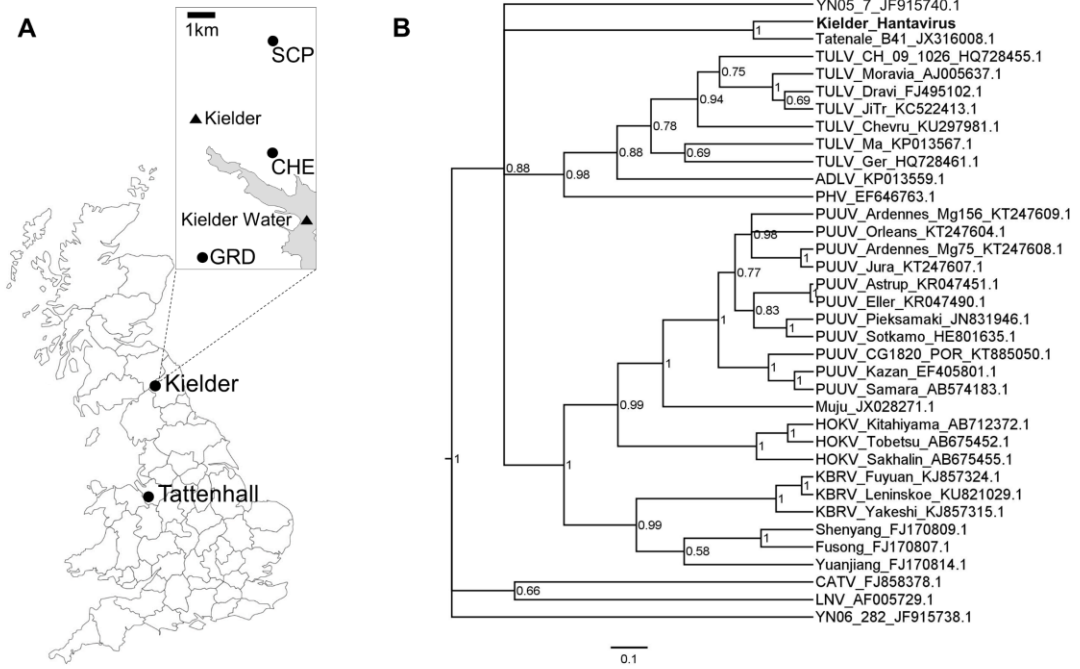 A
1km
SCP
Kielder
CHE
Kielder Water
GRD
Kielder
Tattenhall
B
YN05_7_JF915740.1
Kielder_Hantavirus
1
Tatenale_B41_JX316008.1
TULV_CH_09_1026_HQ728455.1
0.75
TULV_Moravia_AJ005637.1
1
TULV_Dravi_FJ495102.1
0.69
0.94
TULV_JiTr_KC522413.1
TULV_Chevru_KU297981.1
0.78
TULV_Ma_KP013567.1
0.69
0.88
TULV_Ger_HQ728461.1
0.88
0.98
ADLV_KP013559.1
PHV_EF646763.1
PUUV_Ardennes_Mg156_KT247609.1
0.98
PUUV_Orleans_KT247604.1
PUUV_Ardennes_Mg75_KT247608.1
1
0.77
PUUV_Jura_KT247607.1
PUUV_Astrup_KR047451.1
1
PUUV_Eller_KR047490.1
0.83
PUUV_Pieksamaki_JN831946.1
1
1
PUUV_Sotkamo_HE801635.1
PUUV_CG1820_POR_KT885050.1
1
1
PUUV_Kazan_EF405801.1
1
PUUV_Samara_AB574183.1
0.99
Muju_JX028271.1
HOKV_Kitahiyama_AB712372.1
1
HOKV_Tobetsu_AB675452.1
1
HOKV_Sakhalin_AB675455.1
1
1
KBRV_Fuyuan_KJ857324.1
1
KBRV_Leninskoe_KU821029.1
1
KBRV_Yakeshi_KJ857315.1
0.99
Shenyang_FJ170809.1
1
Fusong_FJ170807.1
0.58
Yuanjiang_FJ170814.1
CATV_FJ858378.1
0.66
LNV_AF005729.1
YN06_282_JF915738.1
0.1